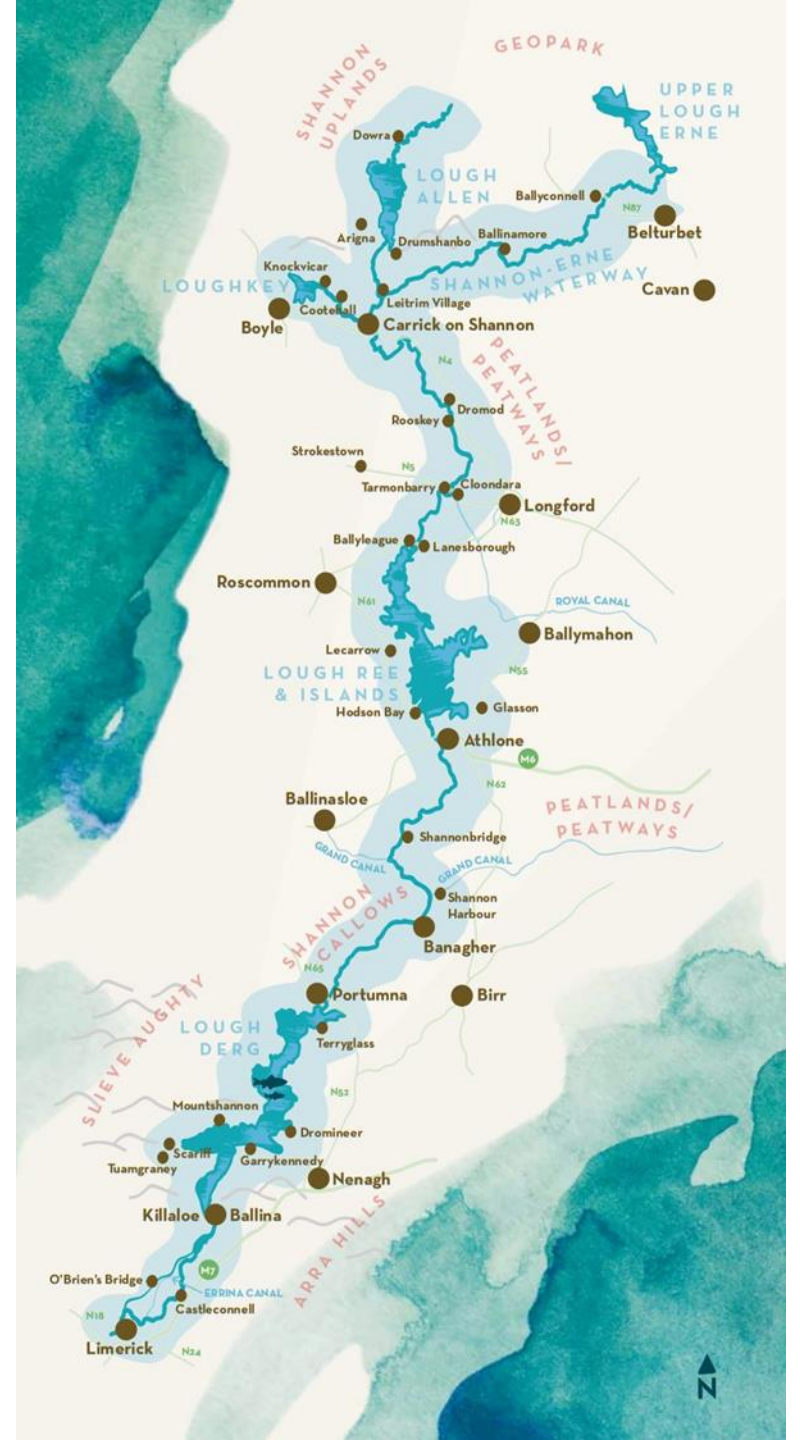 GEOPARK
SHANNON
UPLANDS
UPPER
LOUGH
ERNE
Dowra
LOUGH
ALLEN
Ballyconnell
N87
Belturbet
Arigna
Drumshanbo
Ballinamore
SHANNON-ERNE
WATERWAY
Cavan
Knockvicar
LOUGHKEY
Cootehall
Leitrim Village
Boyle
Carrick on Shannon
N4
PEATLANDS/
PEATWAYS
Dromod
Rooskey
Strokestown
N5
Tarmonbarry
Cloondara
Longford
N63
Ballyleague
Lanesborough
Roscommon
N61
ROYAL CANAL
Ballymahon
Lecarrow
N55
LOUGH REE
& ISLANDS
Hodson Bay
Glasson
Athlone
M6
N62
Ballinasloe
PEATLANDS/
PEATWAYS
Shannonbridge
GRAND CANAL
GRAND CANAL
Shannon
Harbour
SHANNON
CALLOWS
Banagher
N65
Portumna
Birr
LOUGH
DERG
Terryglass
SLIEVE AUGHTY
N52
Mountshannon
Dromineer
Scariff
Tuamgraney
Garrykennedy
Nenagh
Killaloe
Ballina
ARRA HILLS
M7
O'Brien's Bridge
ERRINA CANAL
Castleconnell
N18
Limerick
N24
N